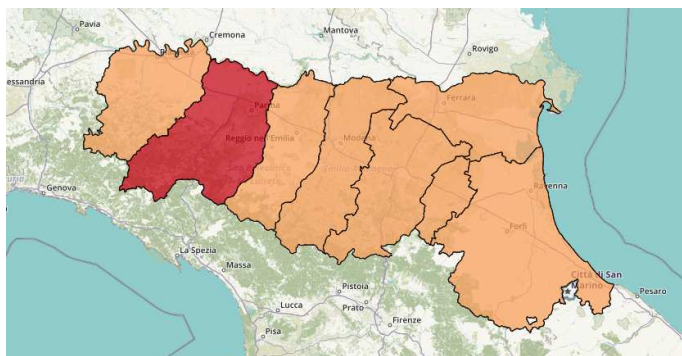 Pavia
Cremona
Mantova
Rovigo
Ferrara
Parma
Reggio nell'Emilia
Modena
Ravenna
Forlì
Genova
La Spezia
Massa
Città di San
Marino
Pesaro
Pistoia
Lucca
Prato
Pisa
Firenze